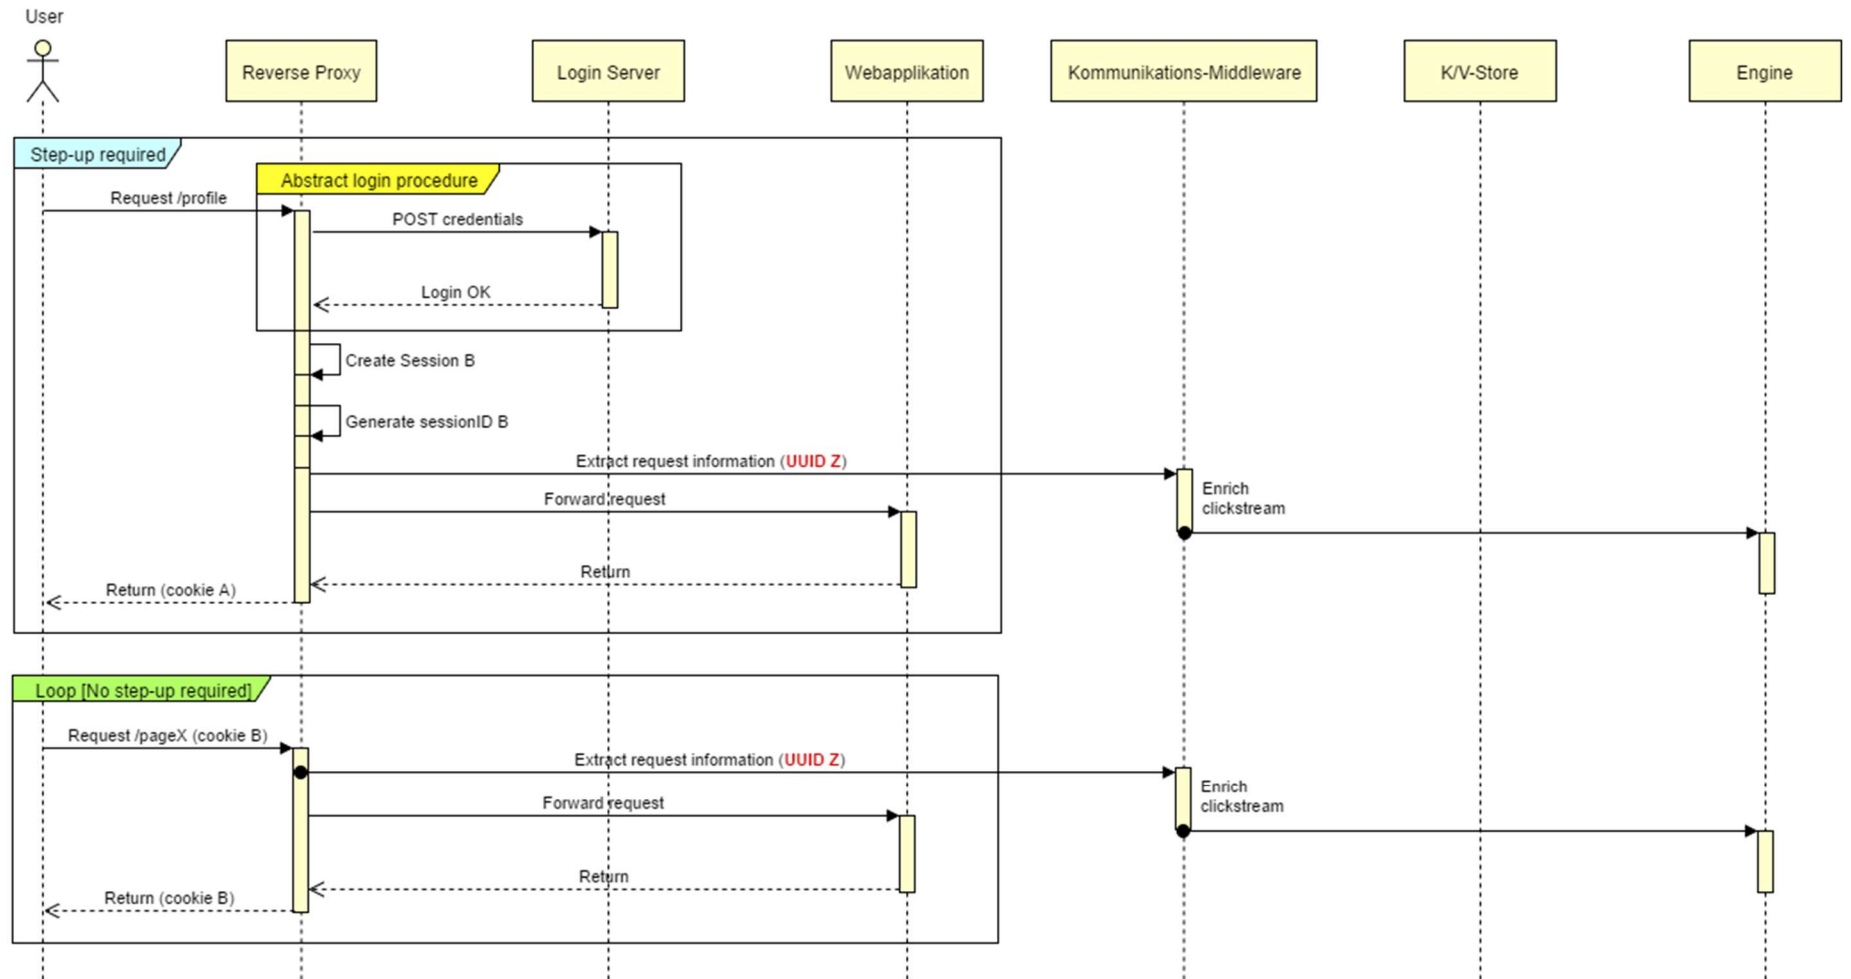 User
Reverse Proxy
Login Server
Webapplikation
Kommunikations-Middleware
K/V-Store
Engine
Step-up required
Abstract login procedure
Request /profile
POST credentials
Login OK
Create Session B
Generate sessionID B
Extract request information (UUID Z)
Enrich
clickstream
Forward request
Return
Return (cookie A)
Loop [No step-up required]
Request /pageX (cookie B)
Extract request information (UUID Z)
Enrich
clickstream
Forward request
Return
Return (cookie B)